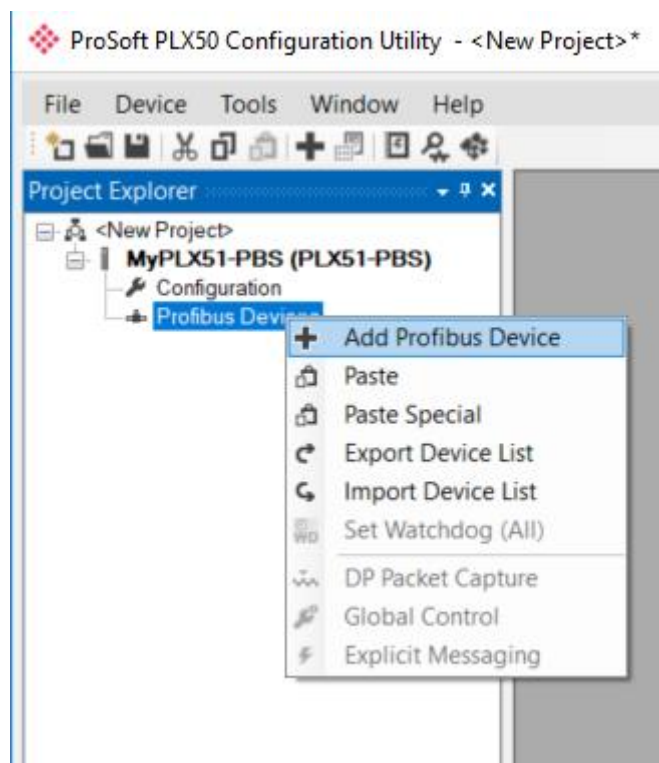 ProSoft PLX50 Configuration Utility - <New Project>*
File Device Tools Window Help
Project Explorer
<New Project>
MyPLX51-PBS (PLX51-PBS)
Configuration
Profibus Devices
Add Profibus Device
Paste
Paste Special
Export Device List
Import Device List
Set Watchdog (All)
DP Packet Capture
Global Control
Explicit Messaging